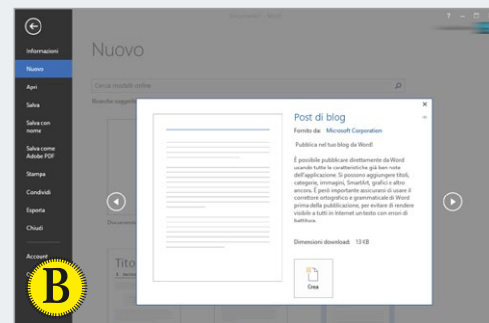 Informazioni
Nuovo
Apri
Salva
Salva con
nome
Salva come
Adobe PDF
Stampa
Condividi
Esporta
Chiudi
Account
B
Nuovo
Cerca modelli online
Ricerche suggerite
Post di blog
Fornito da: Microsoft Corporation
Pubblica nel tuo blog da Word!
È possibile pubblicare direttamente da Word
usando tutte le caratteristiche già ben note
dell'applicazione. Si possono aggiungere titoli,
categorie, immagini, SmartArt, grafici e altro
ancora. È però importante assicurarsi di usare il
correttore ortografico e grammaticale di Word
prima della pubblicazione, per evitare di rendere
visibile a tutti in Internet un testo con errori di
battitura.
Dimensioni download: 13 KB
Crea